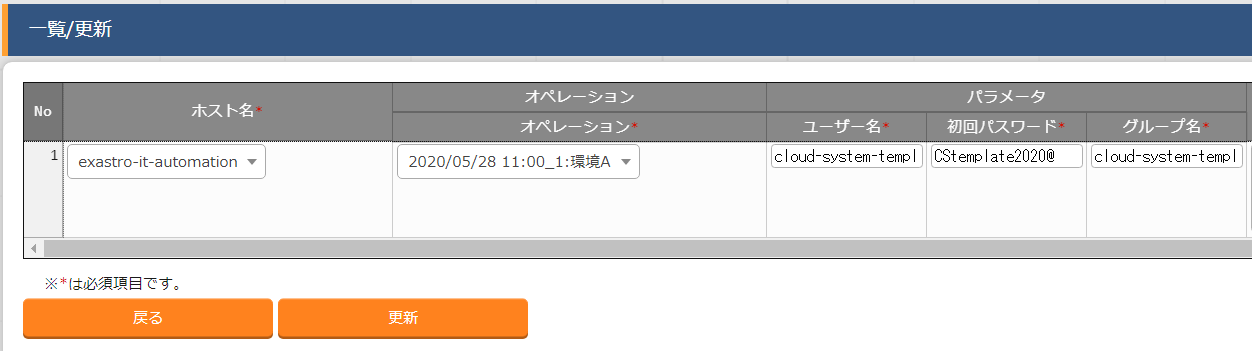 一覧/更新
No ホスト名* オペレーション パラメータ
オペレーション* ユーザー名* 初回パスワード* グループ名*
1 exastro-it-automation 2020/05/28 11:00_1:環境A cloud-system-templ CStemplate2020@ cloud-system-templ
※*は必須項目です。
戻る 更新